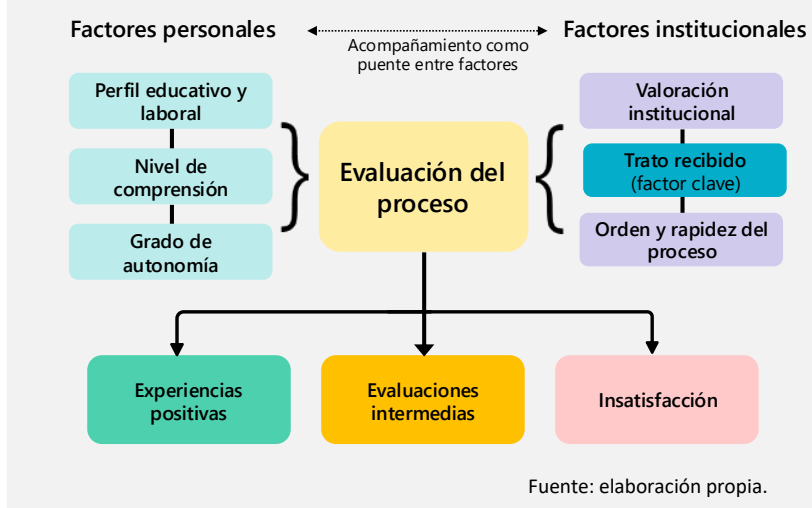 Factores personales
Acompañamiento como
puente entre factores
Factores institucionales
Perfil educativo y
laboral
Nivel de
comprensión
Grado de
autonomía
Evaluación del
proceso
Valoración
institucional
Trato recibido
(factor clave)
Orden y rapidez del
proceso
Experiencias
positivas
Evaluaciones
intermedias
Insatisfacción
Fuente: elaboración propia.